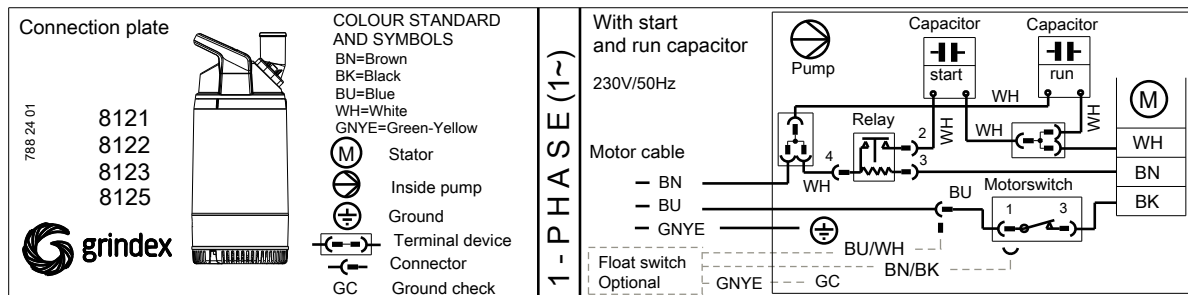 Connection plate
788 24 01
8121
8122
8123
8125
grindex
COLOUR STANDARD
AND SYMBOLS
BN=Brown
BK=Black
BU=Blue
WH=White
GNYE=Green-Yellow
M Stator
Inside pump
Ground
Terminal device
Connector
GC Ground check
1 - PHASE (1~)
With start
and run capacitor
230V/50Hz
Pump
Capacitor
start
Capacitor
run
M
WH
WH
WH
WH
Relay
2
4
3
WH
WH
BN
BK
Motor cable
BN
BU
GNYE
BU
Motorswitch
1
3
BU/WH
BN/BK
Float switch
Optional
GNYE
GC